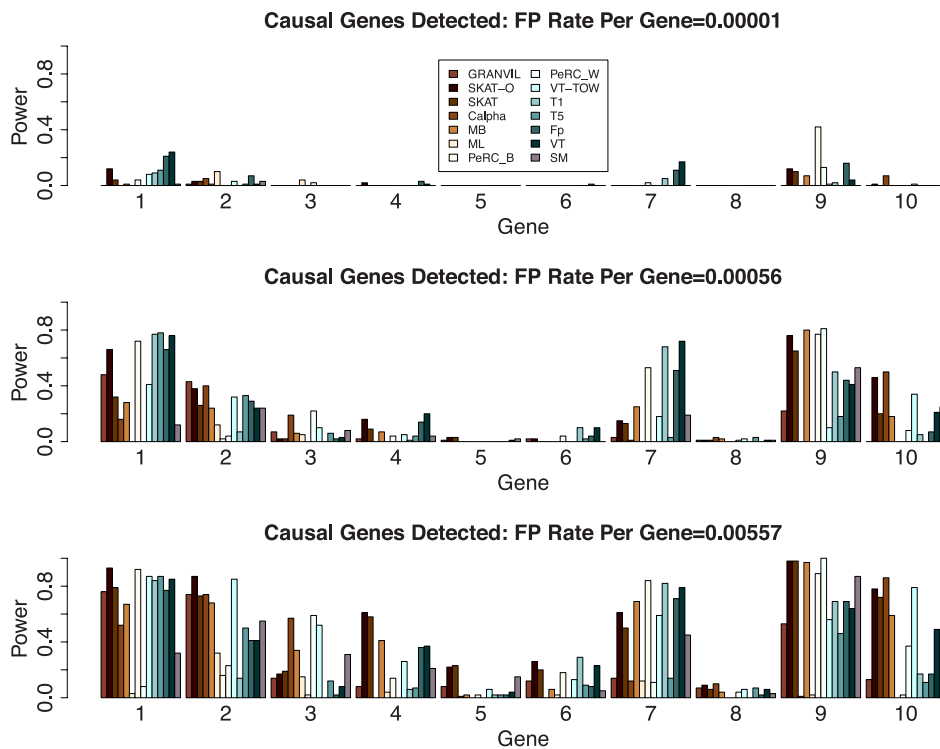 Causal Genes Detected: FP Rate Per Gene=0.00001
Power
0.0 0.4 0.8
GRANVIL PeRC_W
SKAT-O VT-TOW
SKAT T1
Calpha T5
MB Fp
ML VT
PeRC_B SM
1 2 3 4 5 6 7 8 9 10
Gene
Causal Genes Detected: FP Rate Per Gene=0.00056
Power
0.0 0.4 0.8
1 2 3 4 5 6 7 8 9 10
Gene
Causal Genes Detected: FP Rate Per Gene=0.00557
Power
0.0 0.4 0.8
1 2 3 4 5 6 7 8 9 10
Gene